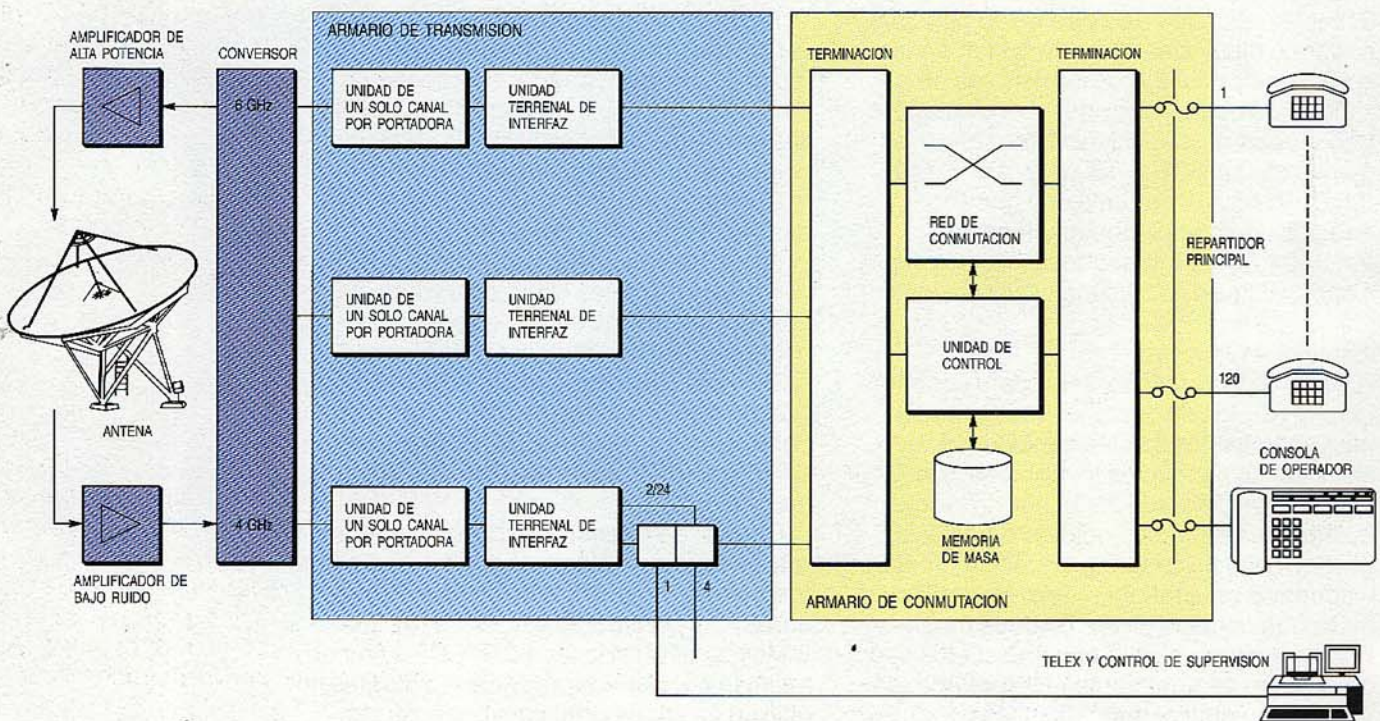 AMPLIFICADOR DE
ALTA POTENCIA
CONVERSOR
6 GHz
4 GHz
ANTENA
AMPLIFICADOR DE
BAJO RUIDO
ARMARIO DE TRANSMISION
UNIDAD DE
UN SOLO CANAL
POR PORTADORA
UNIDAD
TERRENAL DE
INTERFAZ
UNIDAD DE
UN SOLO CANAL
POR PORTADORA
UNIDAD
TERRENAL DE
INTERFAZ
UNIDAD DE
UN SOLO CANAL
POR PORTADORA
UNIDAD
TERRENAL DE
INTERFAZ
2/24
1
4
TERMINACION
TERMINACION
RED DE
CONMUTACION
UNIDAD DE
CONTROL
MEMORIA
DE MASA
ARMARIO DE CONMUTACION
1
REPARTIDOR
PRINCIPAL
120
CONSOLA
DE OPERADOR
TELEX Y CONTROL DE SUPERVISION